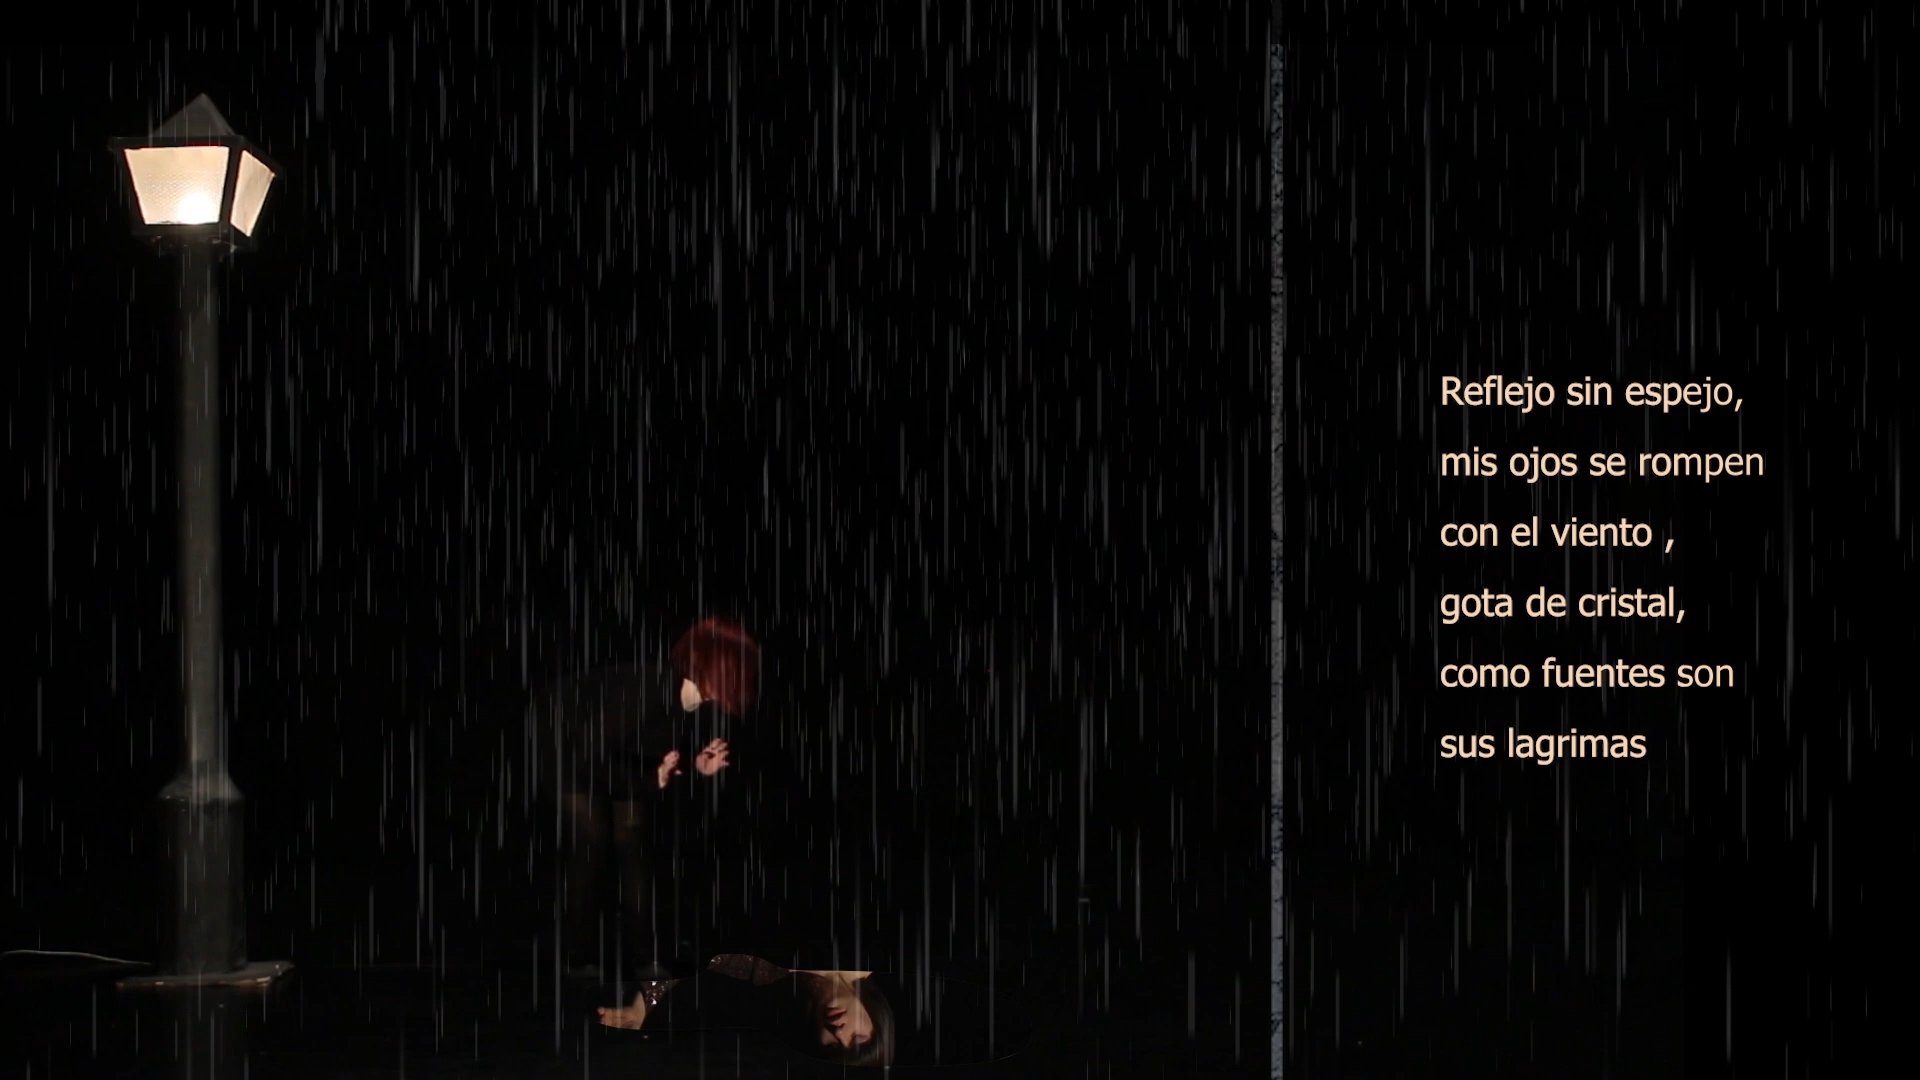 Reflejo sin espejo,
mis ojos se rompen
con el viento ,
gota de cristal,
como fuentes son
sus lagrimas